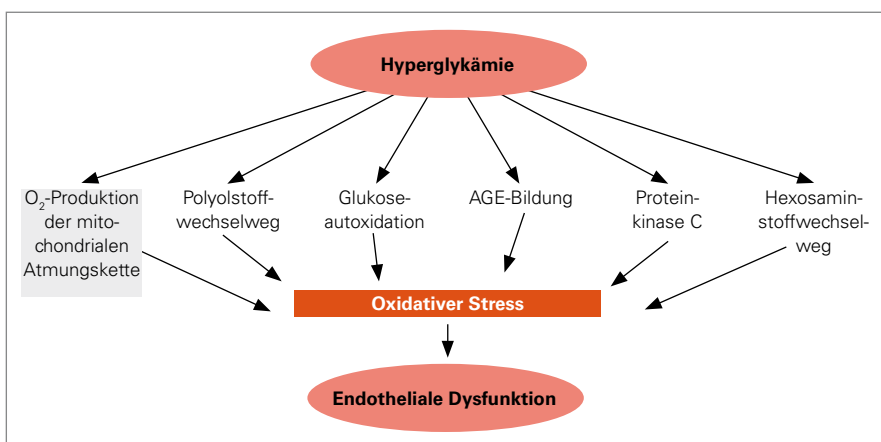 Hyperglykämie
O₂-Produktion
der mito-
chondrialen
Atmungskette
Polyolstoff-
wechselweg
Glukose-
autoxidation
AGE-Bildung
Protein-
kinase C
Hexosamin-
stoffwechsel-
weg
Oxidativer Stress
Endotheliale Dysfunktion